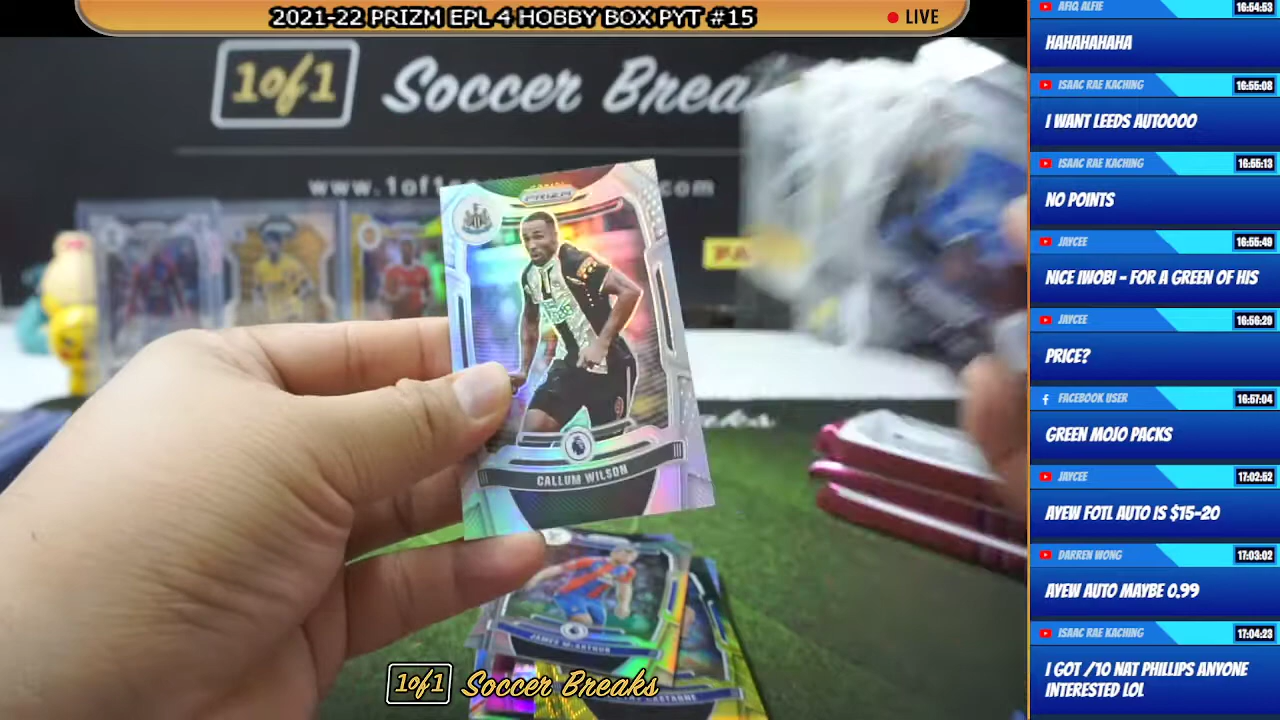 2021-22 PRIZM EPL 4 HOBBY BOX PYT #15
LIVE
1of1 Soccer Brea
www.1of1so com
PRIZM
CALLUM WILSON
JAMES McARTHUR
CASTAGNE
1of1 Soccer Breaks
AFIQ ALFIE 16:54:53
HAHAHAHAHA
ISAAC RAE KACHING 16:55:08
I WANT LEEDS AUTOOOO
ISAAC RAE KACHING 16:55:13
NO POINTS
JAYCEE 16:55:49
NICE IWOBI - FOR A GREEN OF HIS
JAYCEE 16:56:29
PRICE?
FACEBOOK USER 16:57:04
GREEN MOJO PACKS
JAYCEE 17:02:52
AYEW FOTL AUTO IS $15-20
DARREN WONG 17:03:02
AYEW AUTO MAYBE 0.99
ISAAC RAE KACHING 17:04:23
I GOT /10 NAT PHILLIPS ANYONE
INTERESTED LOL